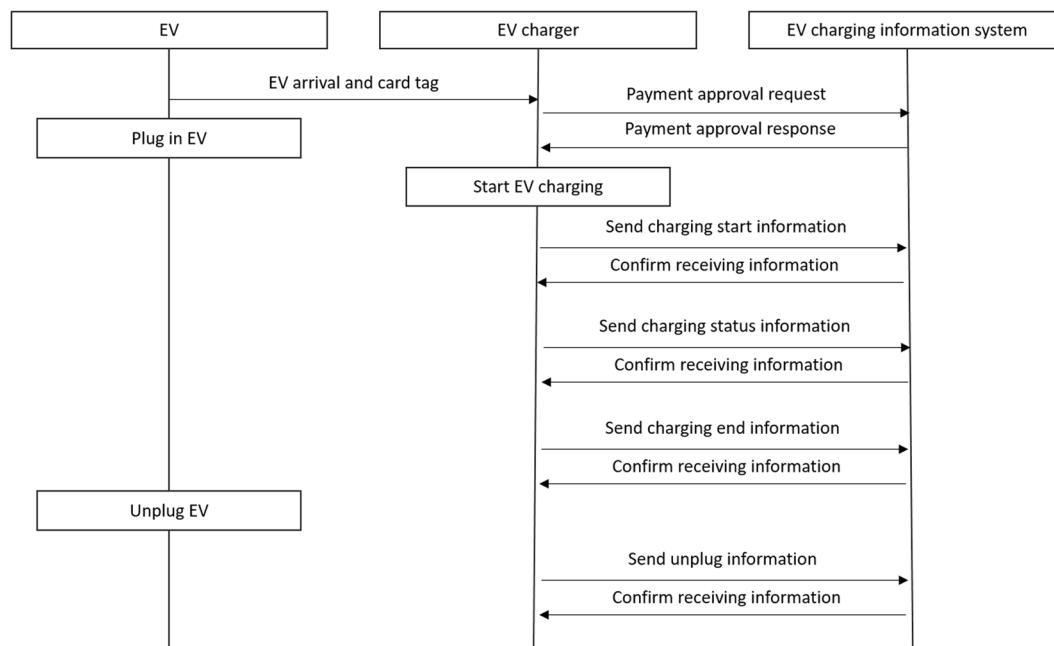 EV
EV charger
EV charging information system
EV arrival and card tag
Payment approval request
Payment approval response
Plug in EV
Start EV charging
Send charging start information
Confirm receiving information
Send charging status information
Confirm receiving information
Send charging end information
Confirm receiving information
Unplug EV
Send unplug information
Confirm receiving information